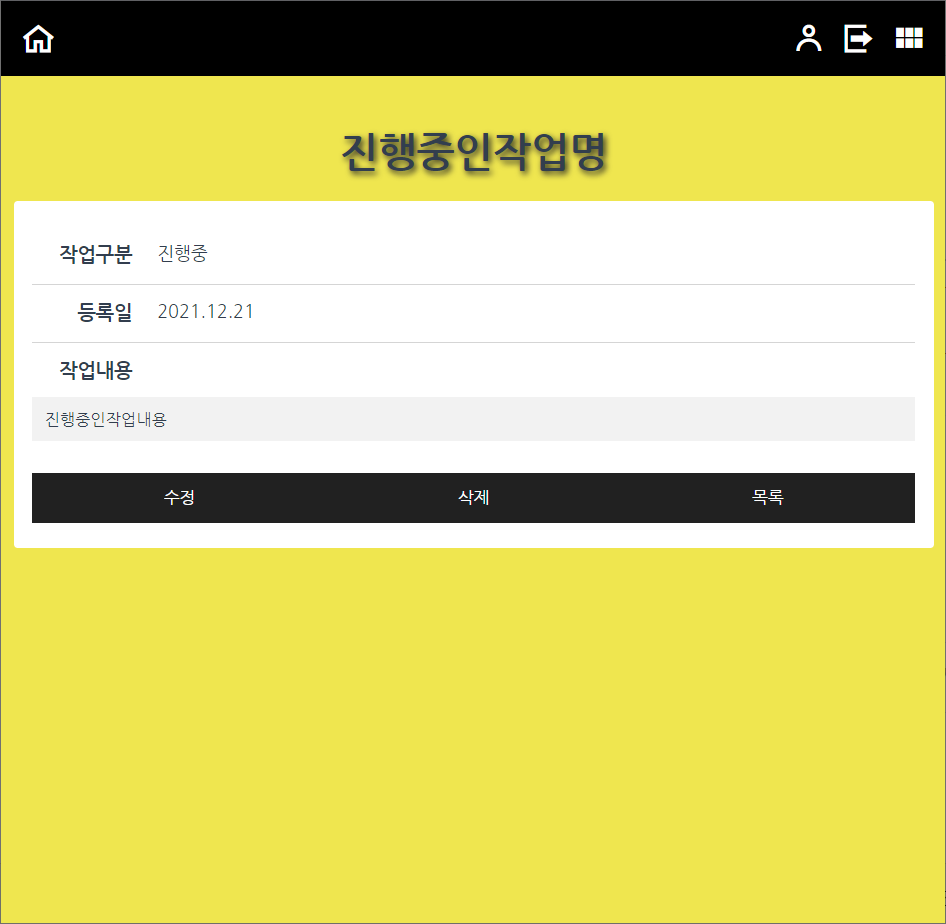 진행중인작업명
작업구분 진행중
등록일 2021.12.21
작업내용
진행중인작업내용
수정 삭제 목록